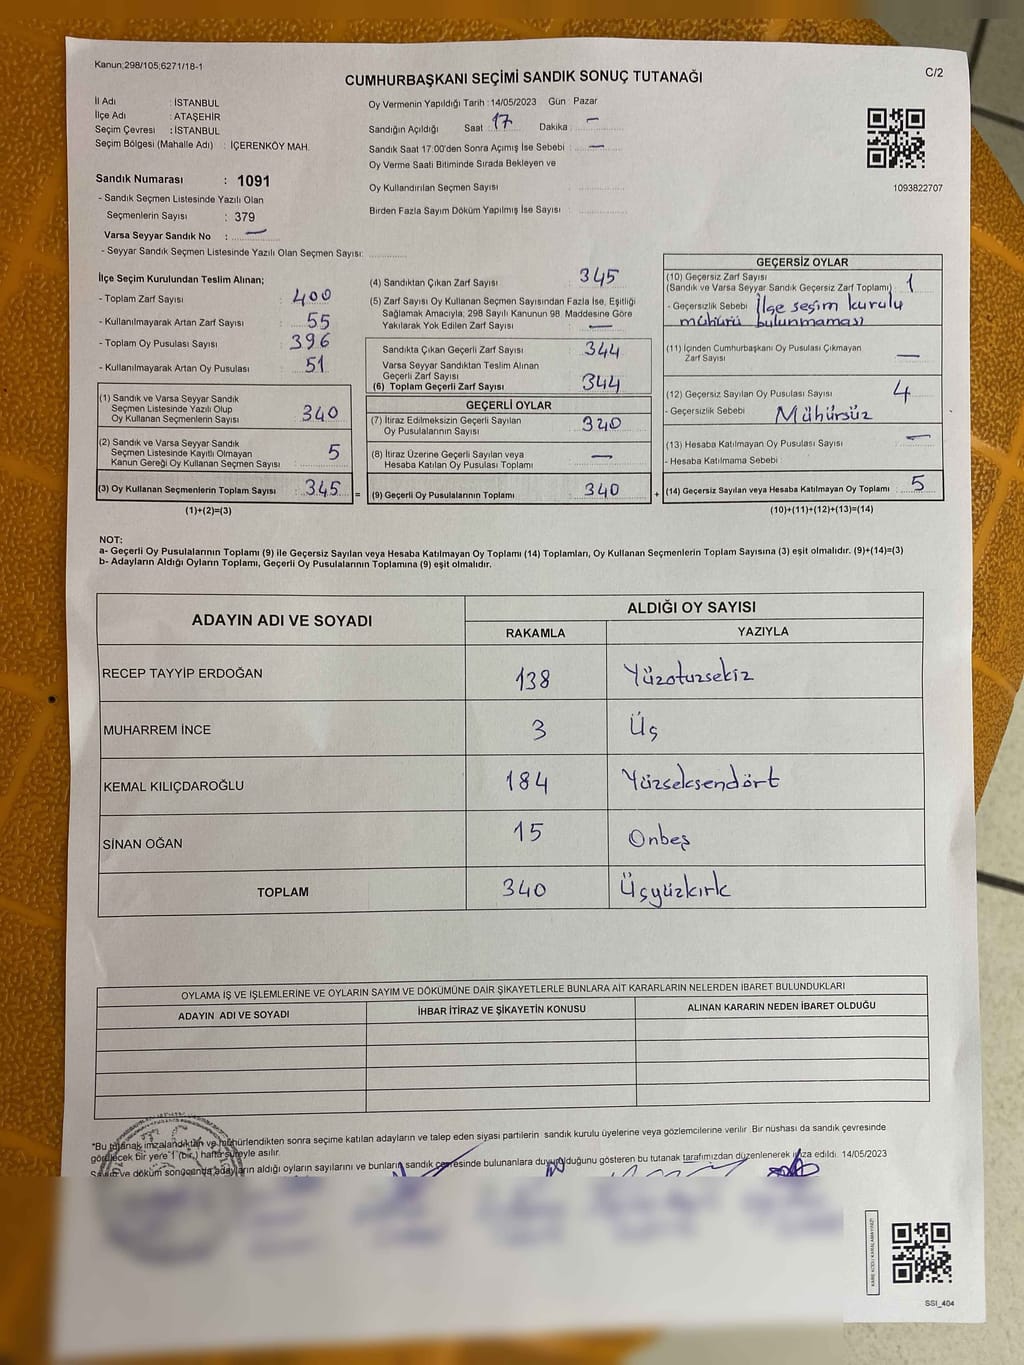 Kanun;298/105;6271/18-1
CUMHURBAŞKANI SEÇİMİ SANDIK SONUÇ TUTANAĞI
C/2
İl Adı : İSTANBUL
İlçe Adı : ATAŞEHİR
Seçim Çevresi : İSTANBUL
Seçim Bölgesi (Mahalle Adı) : İÇERENKÖY MAH.
Sandık Numarası : 1091
- Sandık Seçmen Listesinde Yazılı Olan
Seçmenlerin Sayısı : 379
Varsa Seyyar Sandık No : —
- Seyyar Sandık Seçmen Listesinde Yazılı Olan Seçmen Sayısı:
Oy Vermenin Yapıldığı Tarih : 14/05/2023 Gün : Pazar
Sandığın Açıldığı Saat : 17 Dakika : —
Sandık Saat 17:00'den Sonra Açımış İse Sebebi : —
Oy Verme Saati Bitiminde Sırada Bekleyen ve
Oy Kullandırılan Seçmen Sayısı :
Birden Fazla Sayım Döküm Yapılmış İse Sayısı :
1093822707
İlçe Seçim Kurulundan Teslim Alınan;
- Toplam Zarf Sayısı : 400
- Kullanılmayarak Artan Zarf Sayısı : 55
- Toplam Oy Pusulası Sayısı : 396
- Kullanılmayarak Artan Oy Pusulası : 51
(1) Sandık ve Varsa Seyyar Sandık
Seçmen Listesinde Yazılı Olup
Oy Kullanan Seçmenlerin Sayısı : 340
(2) Sandık ve Varsa Seyyar Sandık
Seçmen Listesinde Kayıtlı Olmayan
Kanun Gereği Oy Kullanan Seçmen Sayısı : 5
(3) Oy Kullanan Seçmenlerin Toplam Sayısı : 345 =
(1)+(2)=(3)
(4) Sandıktan Çıkan Zarf Sayısı : 345
(5) Zarf Sayısı Oy Kullanan Seçmen Sayısından Fazla İse, Eşitliği
Sağlamak Amacıyla, 298 Sayılı Kanunun 98 Maddesine Göre
Yakılarak Yok Edilen Zarf Sayısı : —
Sandıkta Çıkan Geçerli Zarf Sayısı : 344
Varsa Seyyar Sandıktan Teslim Alınan
Geçerli Zarf Sayısı :
(6) Toplam Geçerli Zarf Sayısı : 344
GEÇERLİ OYLAR
(7) İtiraz Edilmeksizin Geçerli Sayılan
Oy Pusulalarının Sayısı : 340
(8) İtiraz Üzerine Geçerli Sayılan veya
Hesaba Katılan Oy Pusulası Toplamı : —
(9) Geçerli Oy Pusulalarının Toplamı : 340 +
GEÇERSİZ OYLAR
(10) Geçersiz Zarf Sayısı
(Sandık ve Varsa Seyyar Sandık Geçersiz Zarf Toplamı) : 1
- Geçersizlik Sebebi : İlçe seçim kurulu
mühürü bulunmaması
(11) İçinden Cumhurbaşkanı Oy Pusulası Çıkmayan
Zarf Sayısı : —
(12) Geçersiz Sayılan Oy Pusulası Sayısı : 4
- Geçersizlik Sebebi : Mühürsüz
(13) Hesaba Katılmayan Oy Pusulası Sayısı : —
- Hesaba Katılmama Sebebi :
(14) Geçersiz Sayılan veya Hesaba Katılmayan Oy Toplamı : 5
(10)+(11)+(12)+(13)=(14)
NOT:
a- Geçerli Oy Pusulalarının Toplamı (9) ile Geçersiz Sayılan veya Hesaba Katılmayan Oy Toplamı (14) Toplamları, Oy Kullanan Seçmenlerin Toplam Sayısına (3) eşit olmalıdır. (9)+(14)=(3)
b- Adayların Aldığı Oyların Toplamı, Geçerli Oy Pusulalarının Toplamına (9) eşit olmalıdır.
ADAYIN ADI VE SOYADI
ALDIĞI OY SAYISI
RAKAMLA YAZIYLA
RECEP TAYYİP ERDOĞAN 138 Yüzotuzsekiz
MUHARREM İNCE 3 Üç
KEMAL KILIÇDAROĞLU 184 Yüzseksendört
SİNAN OĞAN 15 Onbeş
TOPLAM 340 Üçyüzkırk
OYLAMA İŞ VE İŞLEMLERİNE VE OYLARIN SAYIM VE DÖKÜMÜNE DAİR ŞİKAYETLERLE BUNLARA AİT KARARLARIN NELERDEN İBARET BULUNDUKLARI
ADAYIN ADI VE SOYADI İHBAR İTİRAZ VE ŞİKAYETİN KONUSU ALINAN KARARIN NEDEN İBARET OLDUĞU
*Bu tutanak imzalandıktan ve mühürlendikten sonra seçime katılan adayların ve talep eden siyasi partilerin sandık kurulu üyelerine veya gözlemcilerine verilir. Bir nüshası da sandık çevresinde
görülecek bir yere 1 (bir) hafta süreyle asılır.
Sayım ve döküm sonucunda adayların aldığı oyların sayılarını ve bunların sandık çevresinde bulunanlara duyurulduğunu gösteren bu tutanak tarafımızdan düzenlenerek imza edildi. 14/05/2023
SSI_404